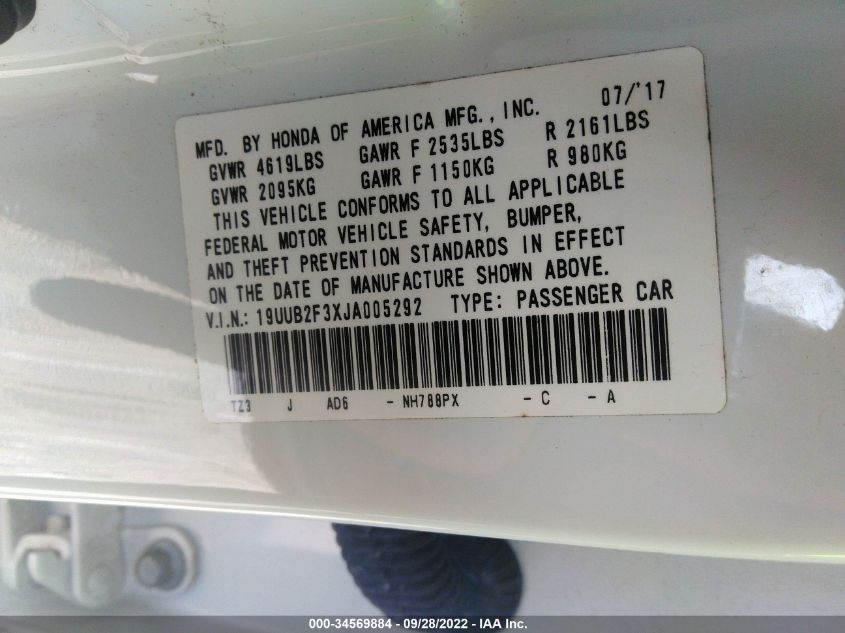 MFD. BY HONDA OF AMERICA MFG., INC. 07/'17
GVWR 4619LBS GAWR F 2535LBS R 2161LBS
GVWR 2095KG GAWR F 1150KG R 980KG
THIS VEHICLE CONFORMS TO ALL APPLICABLE
FEDERAL MOTOR VEHICLE SAFETY, BUMPER,
AND THEFT PREVENTION STANDARDS IN EFFECT
ON THE DATE OF MANUFACTURE SHOWN ABOVE.
V.I.N.: 19UUB2F3XJA005292 TYPE: PASSENGER CAR
TZ3 J AD6 - NH788PX - C - A
000-34569884 - 09/28/2022 - IAA Inc.